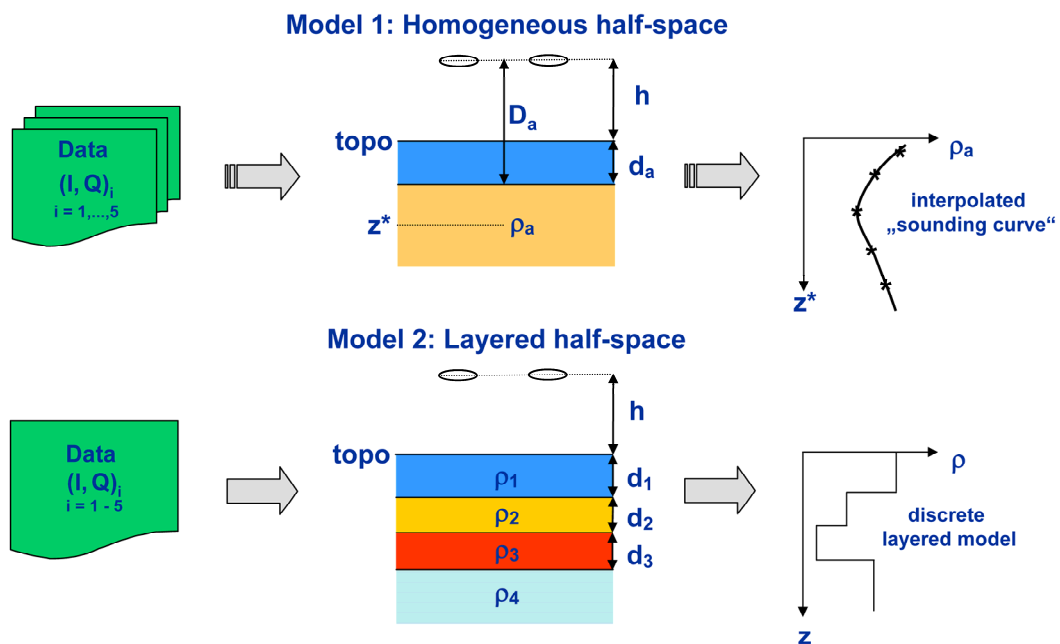 Model 1: Homogeneous half-space
Data
(I, Q)i
i = 1,...,5
h
Da
topo
da
z*
ρa
ρa
interpolated
„sounding curve“
z*
Model 2: Layered half-space
Data
(I, Q)i
i = 1 - 5
h
topo
ρ1
d1
ρ2
d2
ρ3
d3
ρ4
ρ
discrete
layered model
z